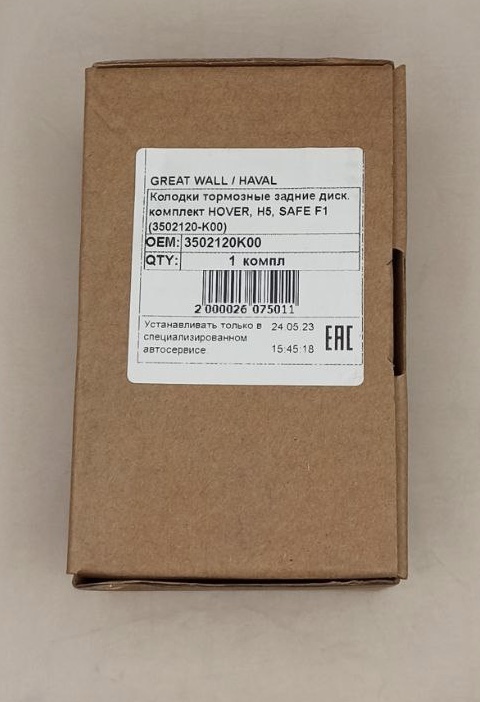 GREAT WALL / HAVAL
Колодки тормозные задние диск.
комплект HOVER, H5, SAFE F1
(3502120-K00)
OEM: 3502120K00
QTY: 1 компл
2 000026 075011
Устанавливать только в 24.05.23
специализированном
автосервисе 15:45:18
EAC